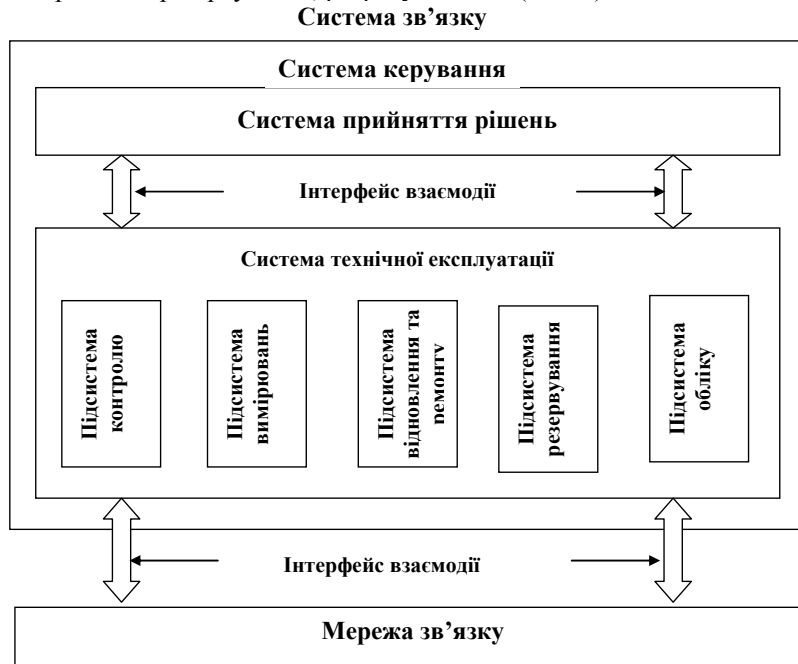 Система зв’язку
Система керування
Система прийняття рішень
Інтерфейс взаємодії
Система технічної експлуатації
Підсистема
контролю
Підсистема
вимірювань
Підсистема
відновлення та
ремонту
Підсистема
резервування
Підсистема
обліку
Інтерфейс взаємодії
Мережа зв’язку